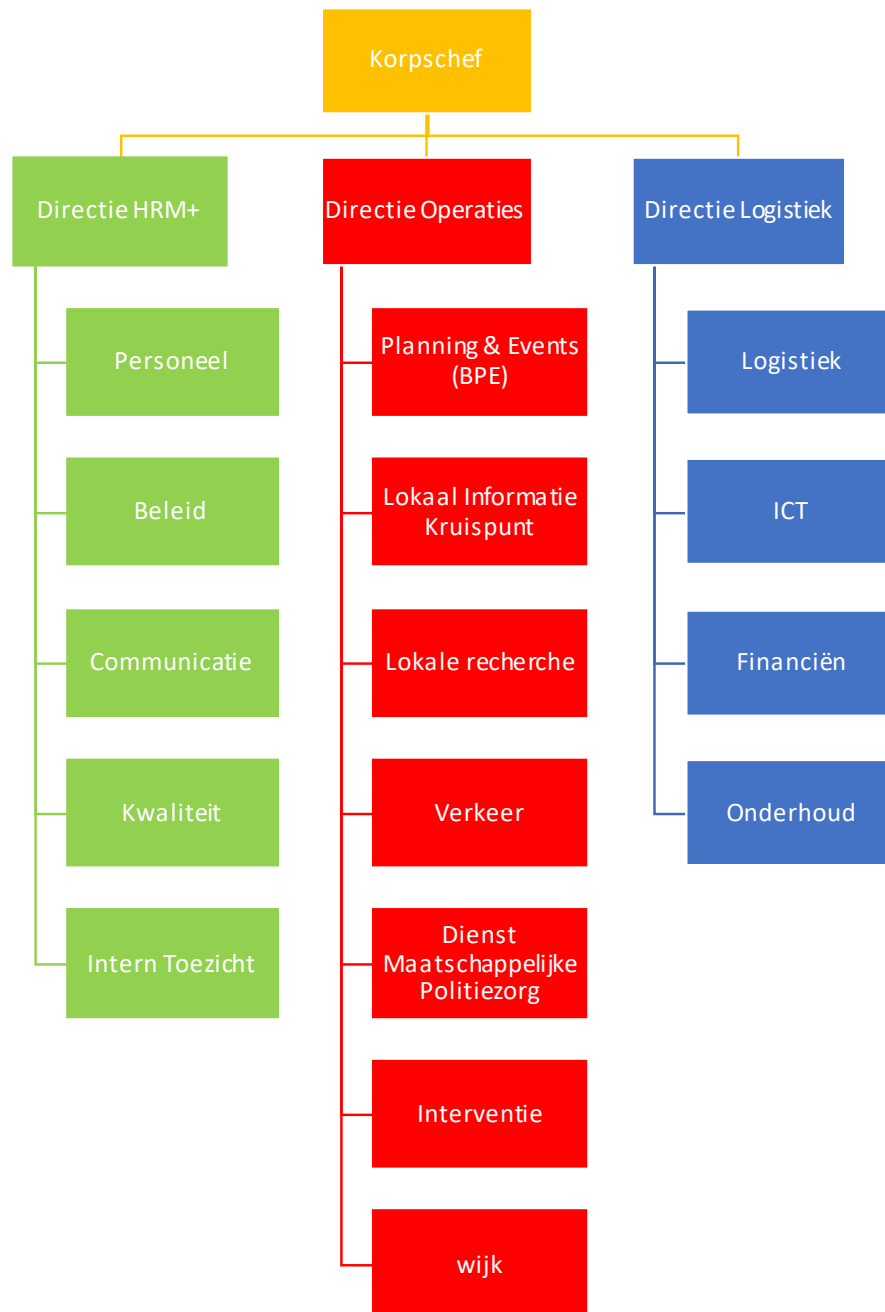 Korpschef
Directie HRM+
Personeel
Beleid
Communicatie
Kwaliteit
Intern Toezicht
Directie Operaties
Planning & Events
(BPE)
Lokaal Informatie
Kruispunt
Lokale recherche
Verkeer
Dienst
Maatschappelijke
Politiezorg
Interventie
wijk
Directie Logistiek
Logistiek
ICT
Financiën
Onderhoud